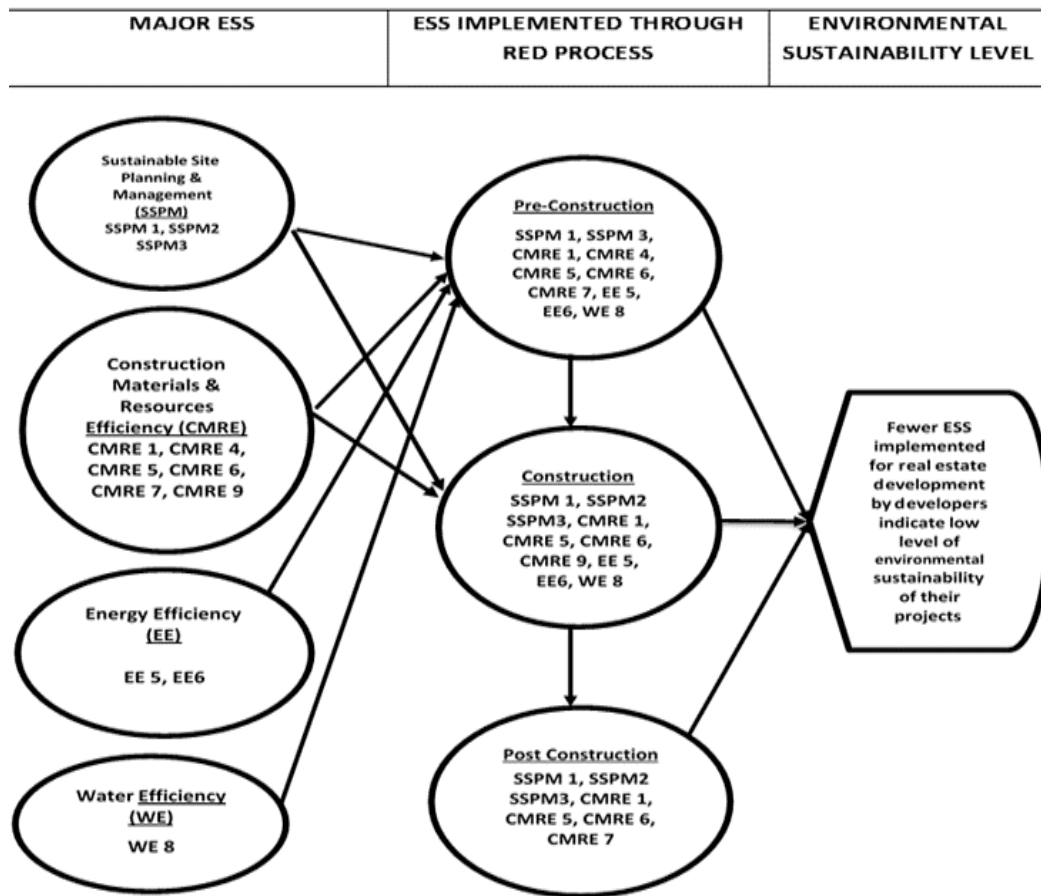 MAJOR ESS
ESS IMPLEMENTED THROUGH
RED PROCESS
ENVIRONMENTAL
SUSTAINABILITY LEVEL
Sustainable Site
Planning &
Management
(SSPM)
SSPM 1, SSPM2
SSPM3
Construction
Materials &
Resources
Efficiency (CMRE)
CMRE 1, CMRE 4,
CMRE 5, CMRE 6,
CMRE 7, CMRE 9
Energy Efficiency
(EE)
EE 5, EE6
Water Efficiency
(WE)
WE 8
Pre-Construction
SSPM 1, SSPM 3,
CMRE 1, CMRE 4,
CMRE 5, CMRE 6,
CMRE 7, EE 5,
EE6, WE 8
Construction
SSPM 1, SSPM2
SSPM3, CMRE 1,
CMRE 5, CMRE 6,
CMRE 9, EE 5,
EE6, WE 8
Post Construction
SSPM 1, SSPM2
SSPM3, CMRE 1,
CMRE 5, CMRE 6,
CMRE 7
Fewer ESS
implemented
for real estate
development
by developers
indicate low
level of
environmental
sustainability
of their
projects